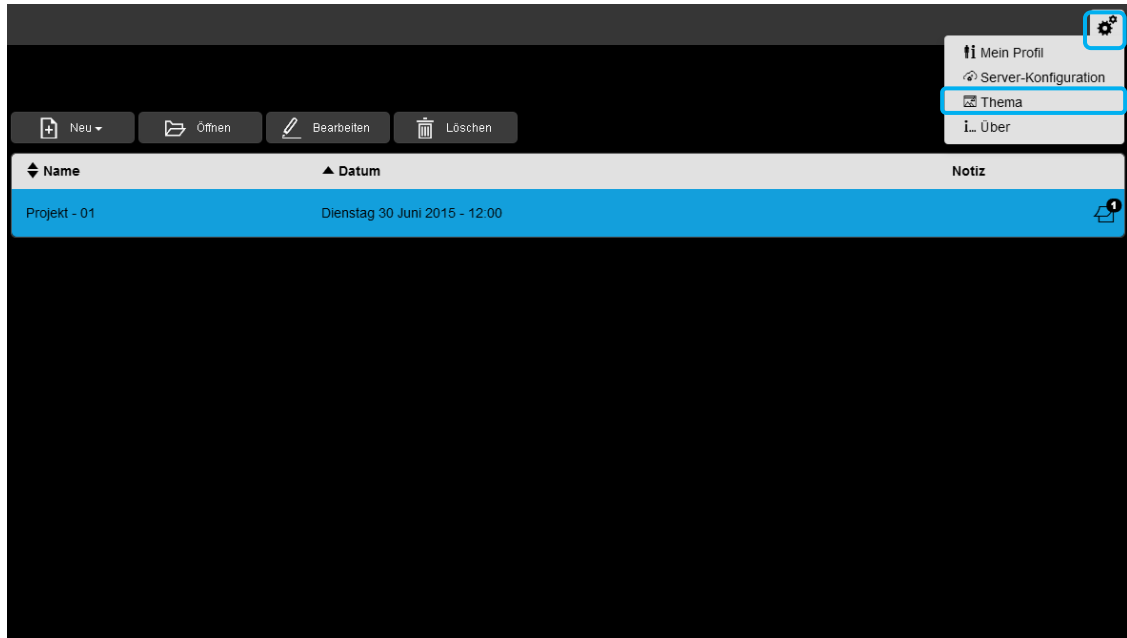 Mein Profil
Server-Konfiguration
Thema
i... Über
Neu Öffnen Bearbeiten Löschen
Name Datum Notiz
Projekt - 01 Dienstag 30 Juni 2015 - 12:00 1